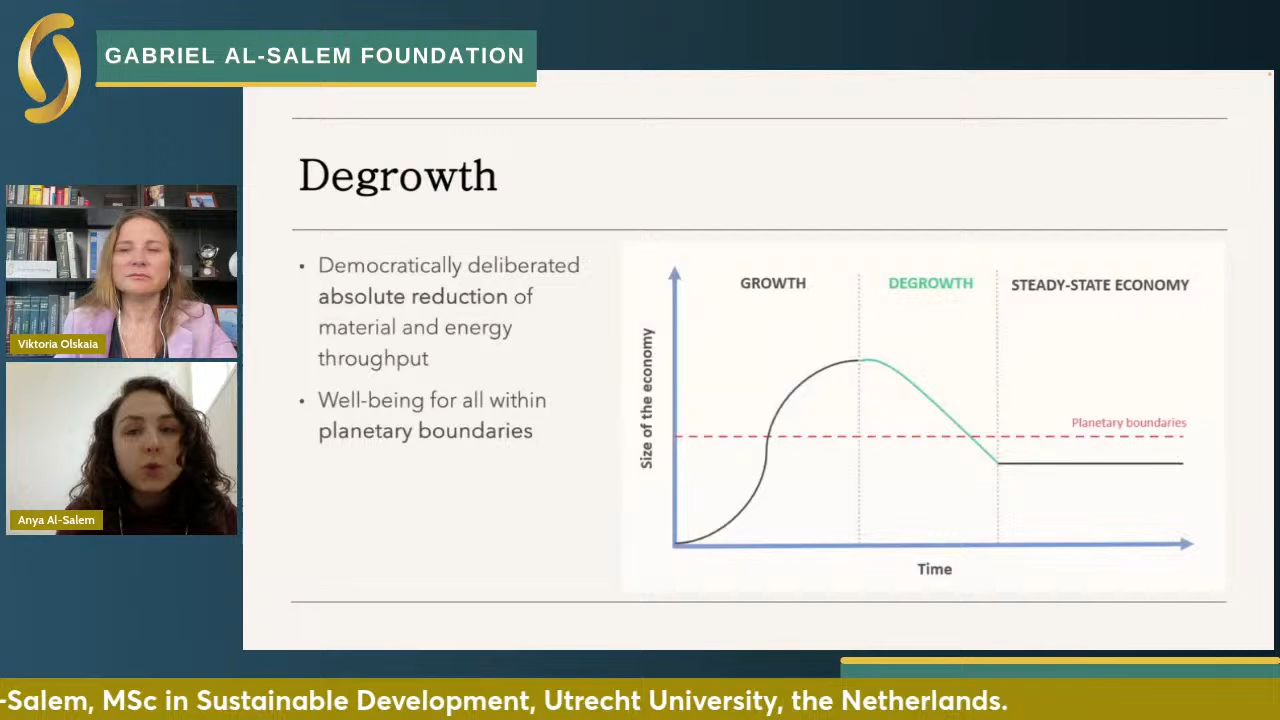 GABRIEL AL-SALEM FOUNDATION
Degrowth
• Democratically deliberated
absolute reduction of
material and energy
throughput
• Well-being for all within
planetary boundaries
GROWTH
DEGROWTH
STEADY-STATE ECONOMY
Size of the economy
Planetary boundaries
Time
Viktoria Olskaia
Anya Al-Salem
-Salem, MSc in Sustainable Development, Utrecht University, the Netherlands.